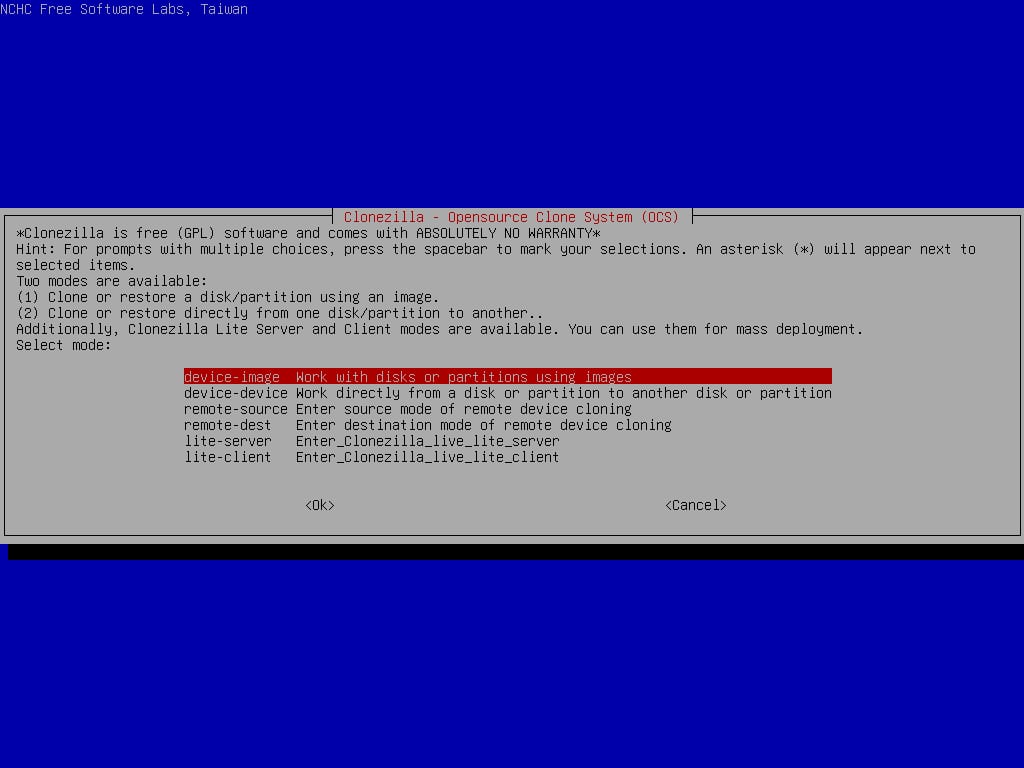 NCHC Free Software Labs, Taiwan
Clonezilla - Opensource Clone System (OCS)
*Clonezilla is free (GPL) software and comes with ABSOLUTELY NO WARRANTY*
Hint: For prompts with multiple choices, press the spacebar to mark your selections. An asterisk (*) will appear next to
selected items.
Two modes are available:
(1) Clone or restore a disk/partition using an image.
(2) Clone or restore directly from one disk/partition to another..
Additionally, Clonezilla Lite Server and Client modes are available. You can use them for mass deployment.
Select mode:
device-image Work with disks or partitions using images
device-device Work directly from a disk or partition to another disk or partition
remote-source Enter source mode of remote device cloning
remote-dest Enter destination mode of remote device cloning
lite-server Enter_Clonezilla_live_lite_server
lite-client Enter_Clonezilla_live_lite_client
<Ok> <Cancel>